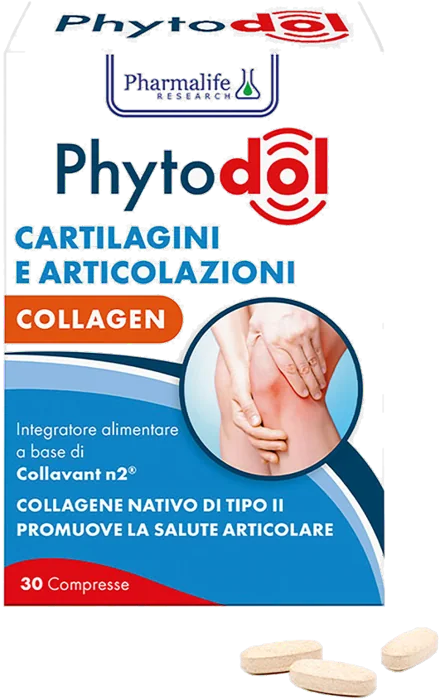 Phytodol
Pharmalife
RESEARCH
Phytodol
CARTILAGINI
E ARTICOLAZIONI
COLLAGEN
Integratore alimentare
a base di
Collavant n2®
COLLAGENE NATIVO DI TIPO II
PROMUOVE LA SALUTE ARTICOLARE
30 Compresse